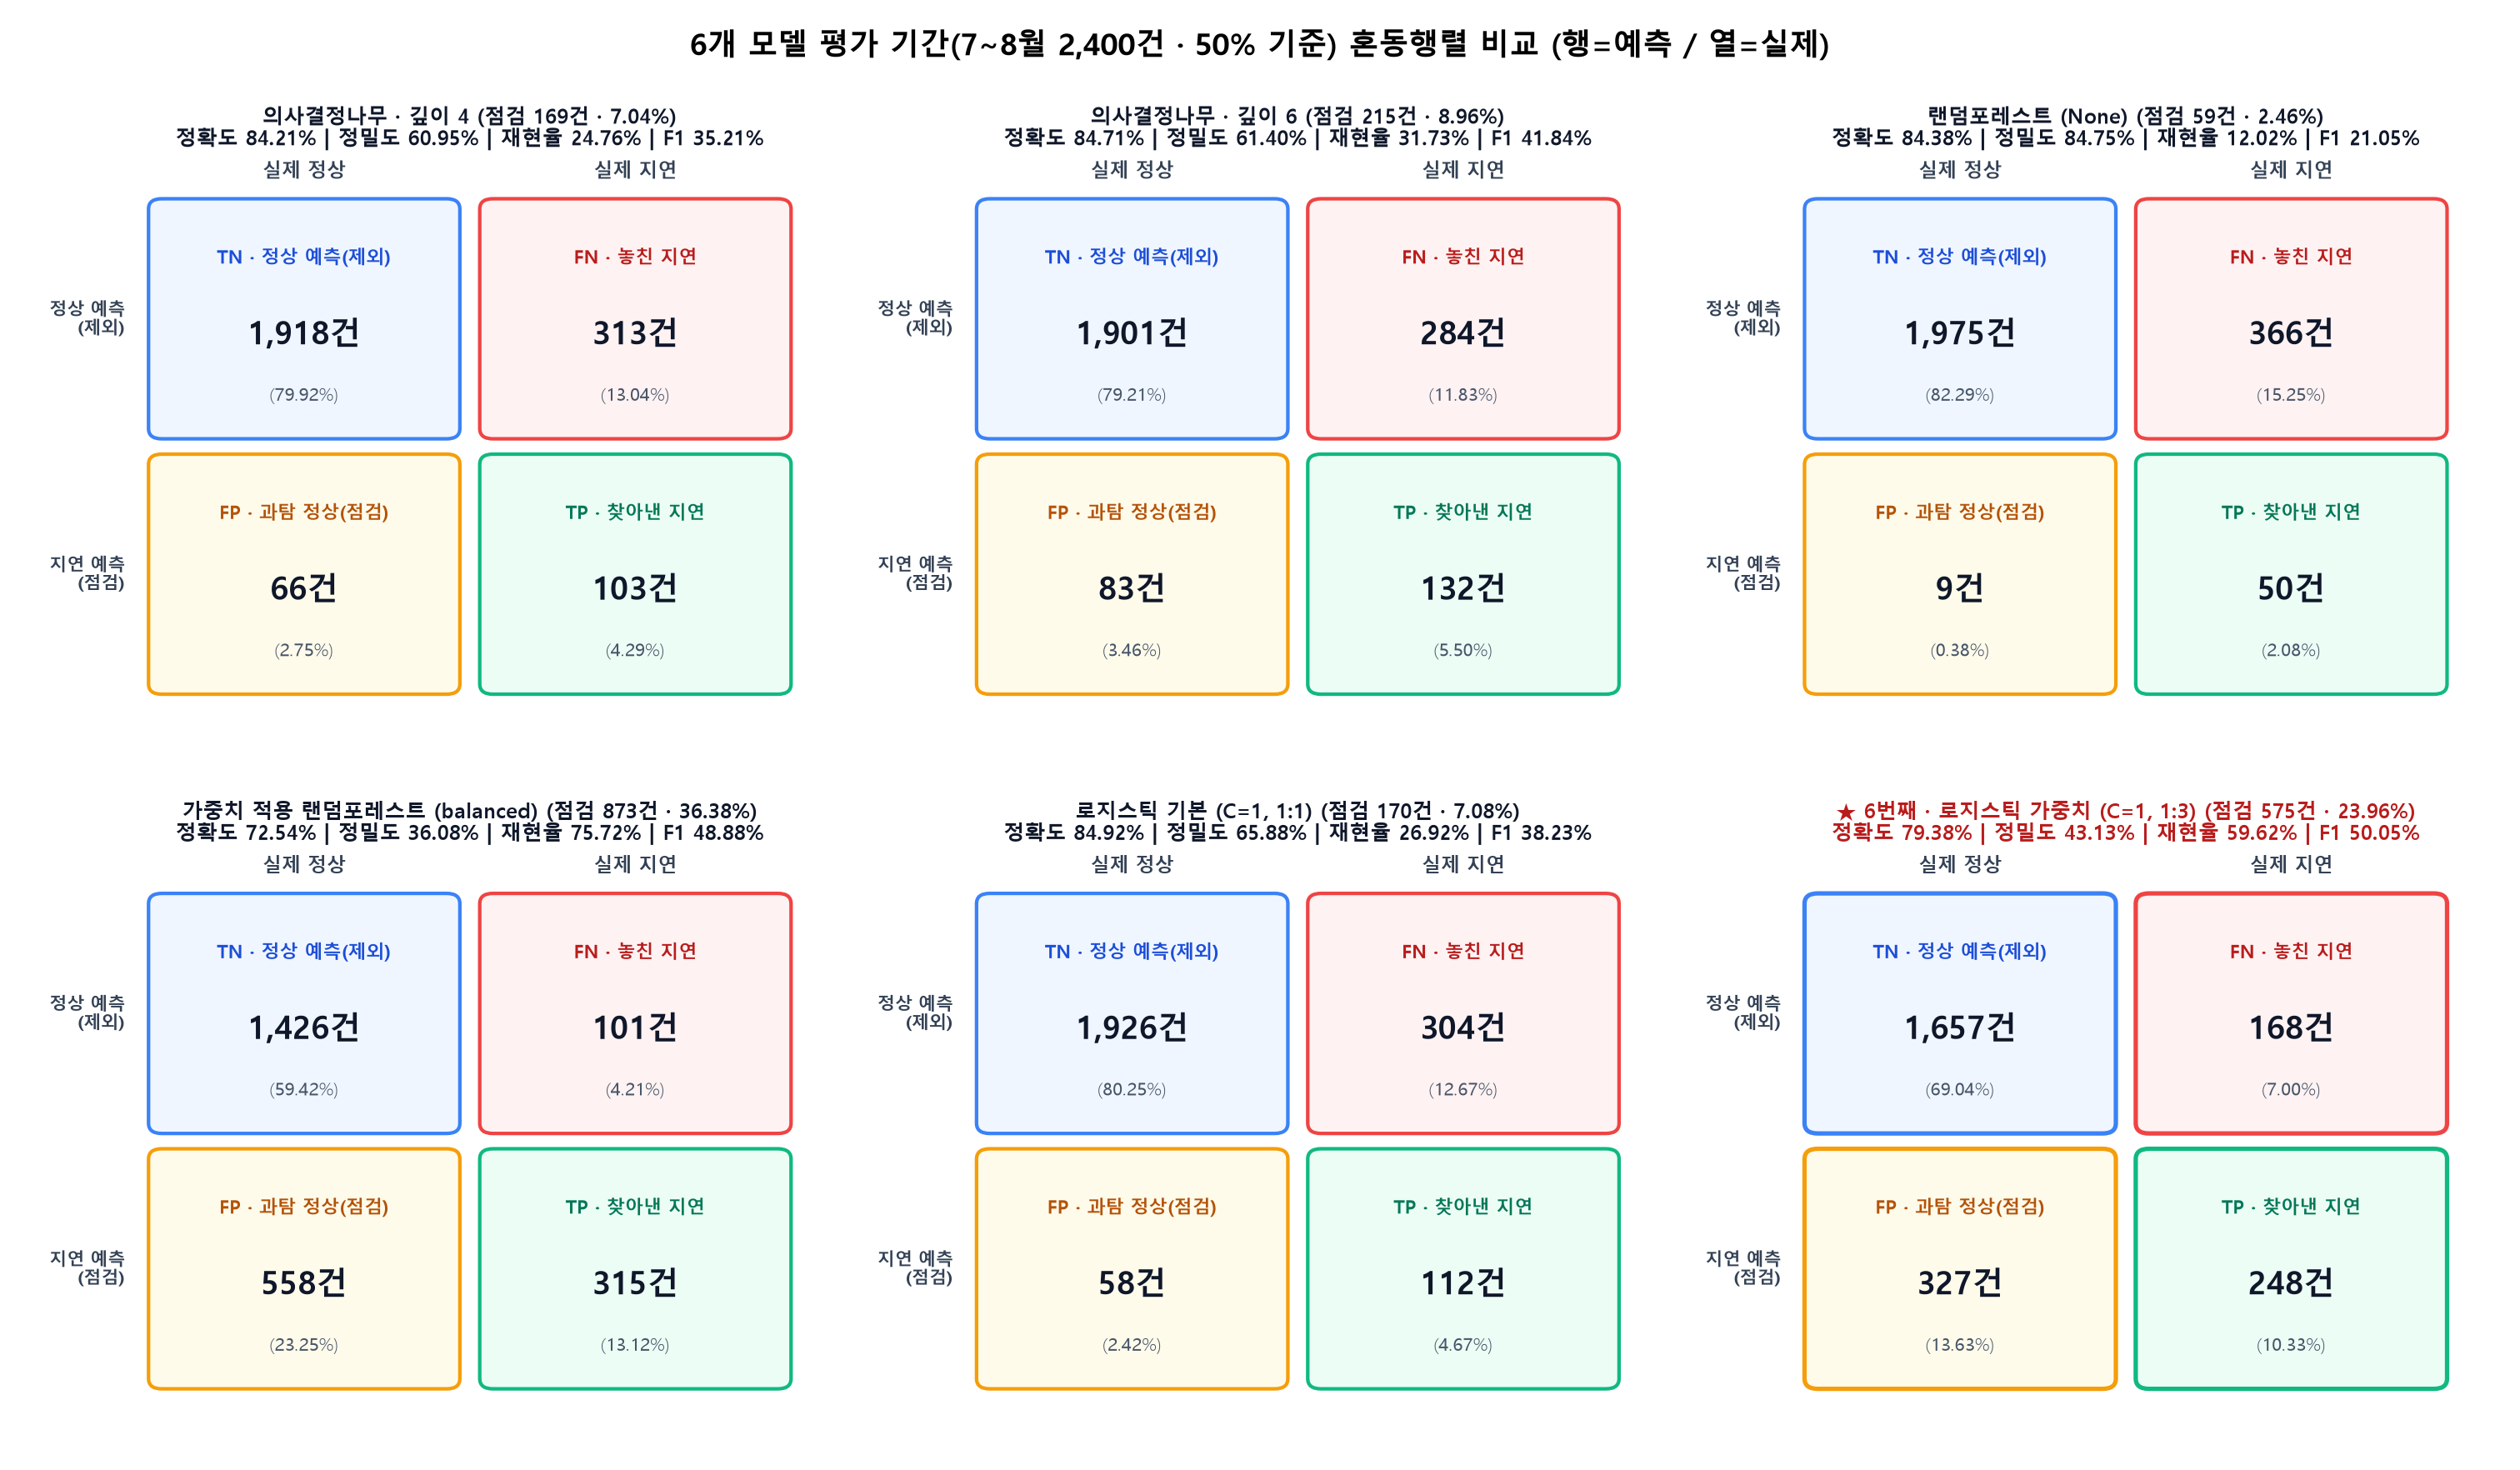 6개 모델 평가 기간(7~8월 2,400건 · 50% 기준) 혼동행렬 비교 (행=예측 / 열=실제)
의사결정나무 · 깊이 4 (점검 169건 · 7.04%)
정확도 84.21% | 정밀도 60.95% | 재현율 24.76% | F1 35.21%
실제 정상
실제 지연
정상 예측
(제외)
TN · 정상 예측(제외)
1,918건
(79.92%)
FN · 놓친 지연
313건
(13.04%)
지연 예측
(점검)
FP · 과탐 정상(점검)
66건
(2.75%)
TP · 찾아낸 지연
103건
(4.29%)
의사결정나무 · 깊이 6 (점검 215건 · 8.96%)
정확도 84.71% | 정밀도 61.40% | 재현율 31.73% | F1 41.84%
실제 정상
실제 지연
정상 예측
(제외)
TN · 정상 예측(제외)
1,901건
(79.21%)
FN · 놓친 지연
284건
(11.83%)
지연 예측
(점검)
FP · 과탐 정상(점검)
83건
(3.46%)
TP · 찾아낸 지연
132건
(5.50%)
랜덤포레스트 (None) (점검 59건 · 2.46%)
정확도 84.38% | 정밀도 84.75% | 재현율 12.02% | F1 21.05%
실제 정상
실제 지연
정상 예측
(제외)
TN · 정상 예측(제외)
1,975건
(82.29%)
FN · 놓친 지연
366건
(15.25%)
지연 예측
(점검)
FP · 과탐 정상(점검)
9건
(0.38%)
TP · 찾아낸 지연
50건
(2.08%)
가중치 적용 랜덤포레스트 (balanced) (점검 873건 · 36.38%)
정확도 72.54% | 정밀도 36.08% | 재현율 75.72% | F1 48.88%
실제 정상
실제 지연
정상 예측
(제외)
TN · 정상 예측(제외)
1,426건
(59.42%)
FN · 놓친 지연
101건
(4.21%)
지연 예측
(점검)
FP · 과탐 정상(점검)
558건
(23.25%)
TP · 찾아낸 지연
315건
(13.12%)
로지스틱 기본 (C=1, 1:1) (점검 170건 · 7.08%)
정확도 84.92% | 정밀도 65.88% | 재현율 26.92% | F1 38.23%
실제 정상
실제 지연
정상 예측
(제외)
TN · 정상 예측(제외)
1,926건
(80.25%)
FN · 놓친 지연
304건
(12.67%)
지연 예측
(점검)
FP · 과탐 정상(점검)
58건
(2.42%)
TP · 찾아낸 지연
112건
(4.67%)
★ 6번째 · 로지스틱 가중치 (C=1, 1:3) (점검 575건 · 23.96%)
정확도 79.38% | 정밀도 43.13% | 재현율 59.62% | F1 50.05%
실제 정상
실제 지연
정상 예측
(제외)
TN · 정상 예측(제외)
1,657건
(69.04%)
FN · 놓친 지연
168건
(7.00%)
지연 예측
(점검)
FP · 과탐 정상(점검)
327건
(13.63%)
TP · 찾아낸 지연
248건
(10.33%)